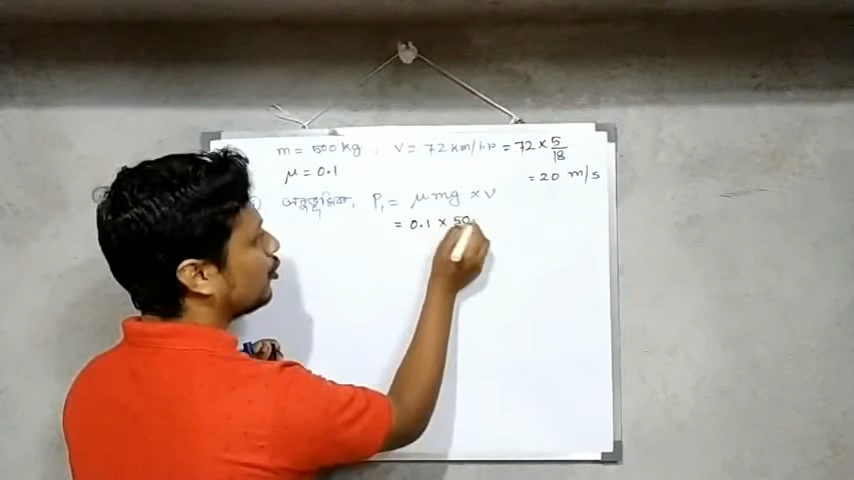 m = 500 kg , v = 72 km/hr = 72 × 5/18
μ = 0.1 = 20 m/s
অনুভূমিক, P₁ = μmg × v
= 0.1 × 50